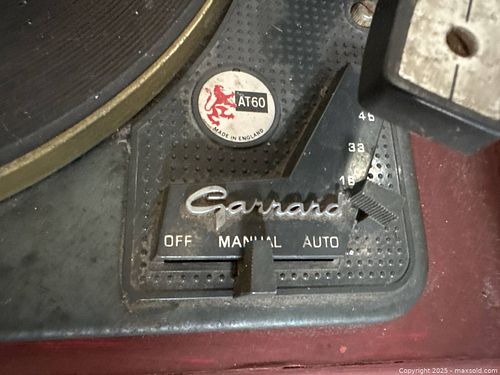 AT60
MADE IN ENGLAND
45
33
16
Garrard
OFF MANUAL AUTO
Copyright © 2025 - maxsold.com